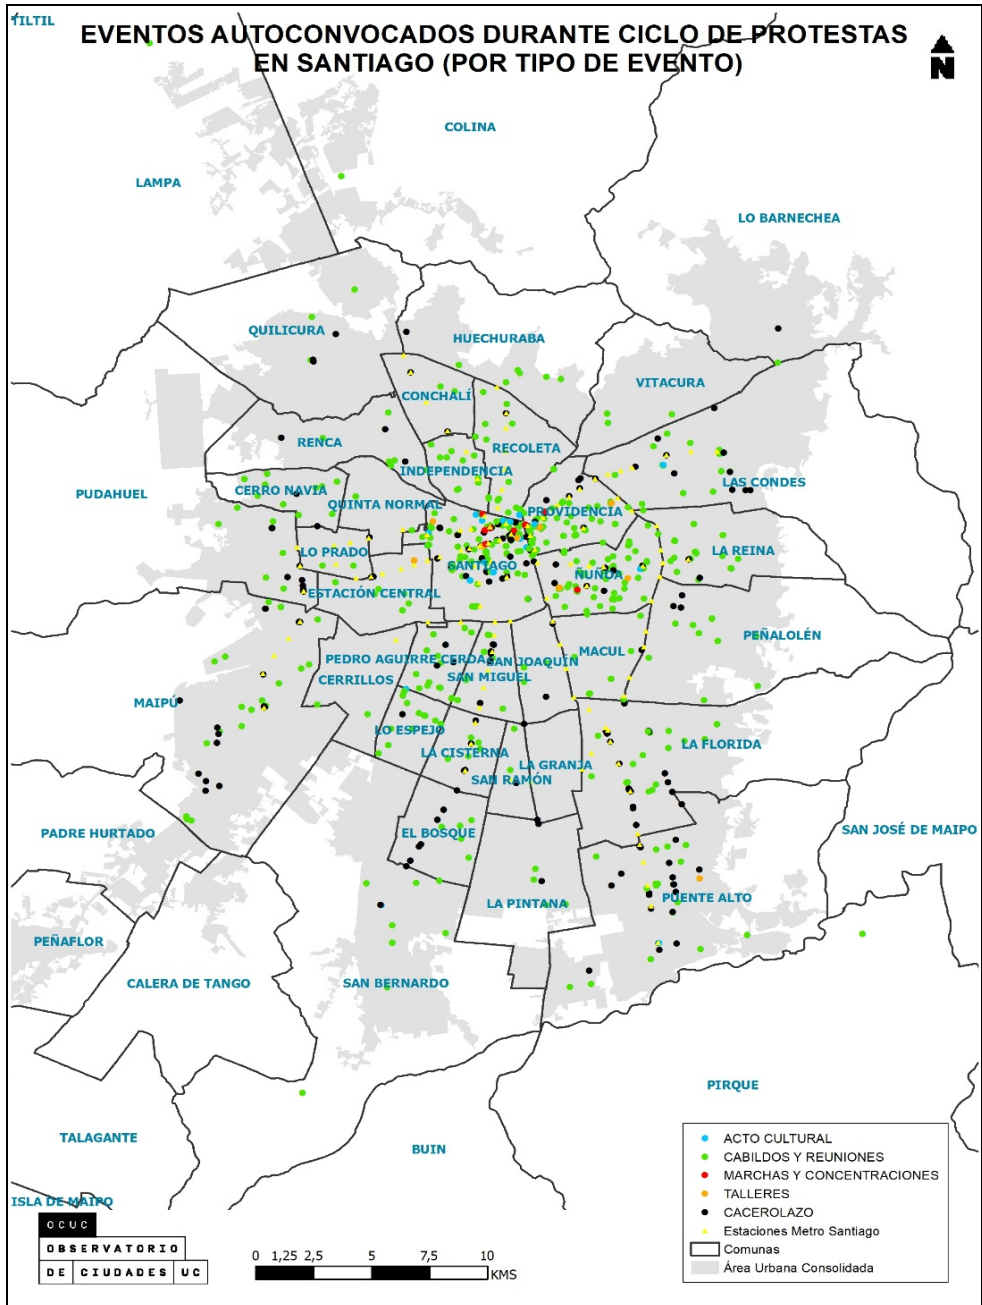 TILTIL
EVENTOS AUTOCONVOCADOS DURANTE CICLO DE PROTESTAS
EN SANTIAGO (POR TIPO DE EVENTO)
N
COLINA
LAMPA
LO BARNECHEA
QUILICURA
HUECHURABA
VITACURA
CONCHALÍ
RENCA
RECOLETA
INDEPENDENCIA
LAS CONDES
CERRO NAVIA
PUDAHUEL
QUINTA NORMAL
PROVIDENCIA
LO PRADO
LA REINA
SANTIAGO
ÑUÑOA
ESTACIÓN CENTRAL
PEÑALOLÉN
MACUL
PEDRO AGUIRRE CERDA
SAN JOAQUÍN
CERRILLOS
SAN MIGUEL
MAIPÚ
LO ESPEJO
LA FLORIDA
LA CISTERNA
LA GRANJA
SAN RAMÓN
PADRE HURTADO
EL BOSQUE
SAN JOSÉ DE MAIPO
PUENTE ALTO
LA PINTANA
PEÑAFLOR
CALERA DE TANGO
SAN BERNARDO
PIRQUE
TALAGANTE
BUIN
ISLA DE MAIPO
ACTO CULTURAL
CABILDOS Y REUNIONES
MARCHAS Y CONCENTRACIONES
TALLERES
CACEROLAZO
Estaciones Metro Santiago
Comunas
Área Urbana Consolidada
OCUC
OBSERVATORIO
DE CIUDADES UC
0 1,25 2,5 5 7,5 10
KMS